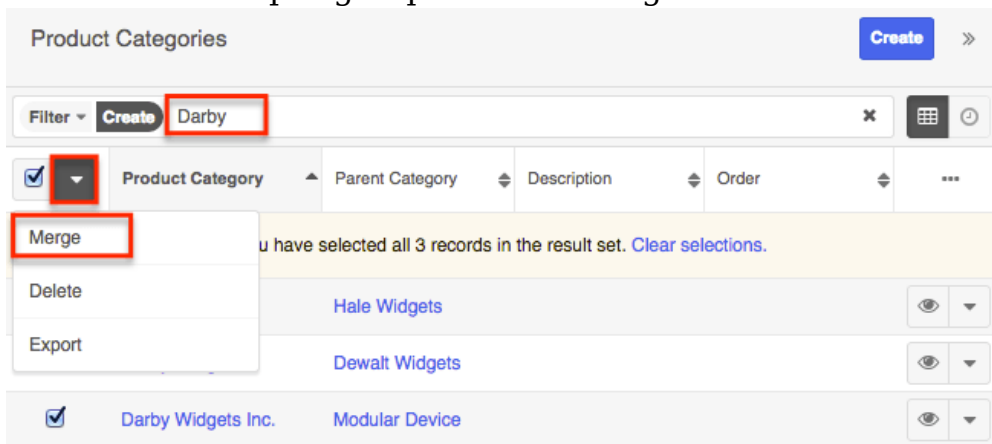 Product Categories Create »
Filter Create Darby
Product Category Parent Category Description Order
Merge
u have selected all 3 records in the result set. Clear selections.
Delete
Hale Widgets
Export
Dewalt Widgets
Darby Widgets Inc. Modular Device